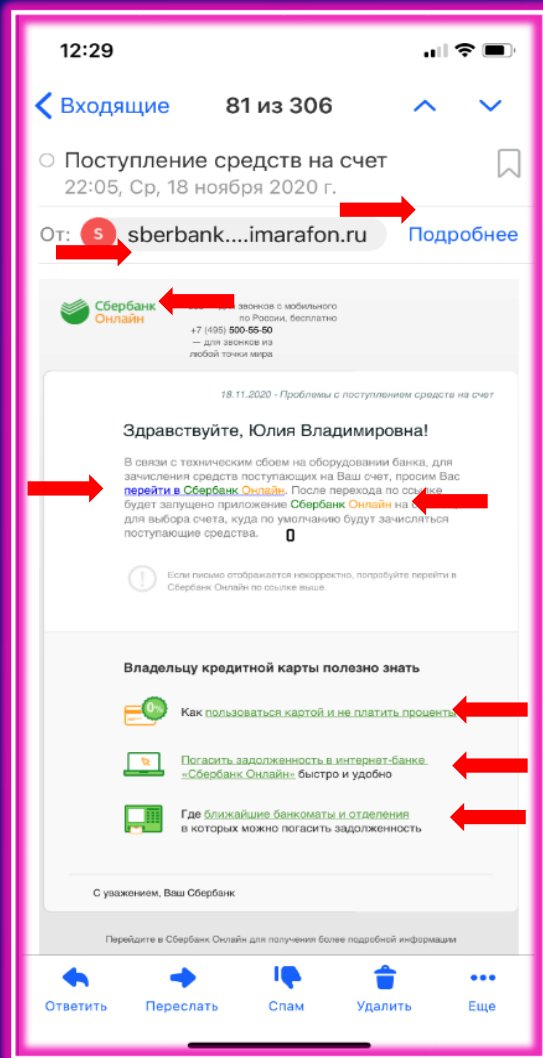 12:29
Входящие 81 из 306
Поступление средств на счет
22:05, Ср, 18 ноября 2020 г.
От: S sberbank....imarafon.ru Подробнее
Сбербанк
Онлайн
звонков с мобильного
по России, бесплатно
+7 (495) 500-55-50
— для звонков из
любой точки мира
18.11.2020 - Проблемы с поступлением средств на счет
Здравствуйте, Юлия Владимировна!
В связи с техническим сбоем на оборудовании банка, для
зачисления средств поступающих на Ваш счет, просим Вас
перейти в Сбербанк Онлайн. После перехода по ссылке
будет запущено приложение Сбербанк Онлайн на
для выбора счета, куда по умолчанию будут зачисляться
поступающие средства. 0
Если письмо отображается некорректно, попробуйте перейти в
Сбербанк Онлайн по ссылке выше.
Владельцу кредитной карты полезно знать
0%
Как пользоваться картой и не платить проценты
Погасить задолженность в интернет-банке
«Сбербанк Онлайн» быстро и удобно
Где ближайшие банкоматы и отделения
в которых можно погасить задолженность
С уважением, Ваш Сбербанк
Перейдите в Сбербанк Онлайн для получения более подробной информации
Ответить Переслать Спам Удалить Еще